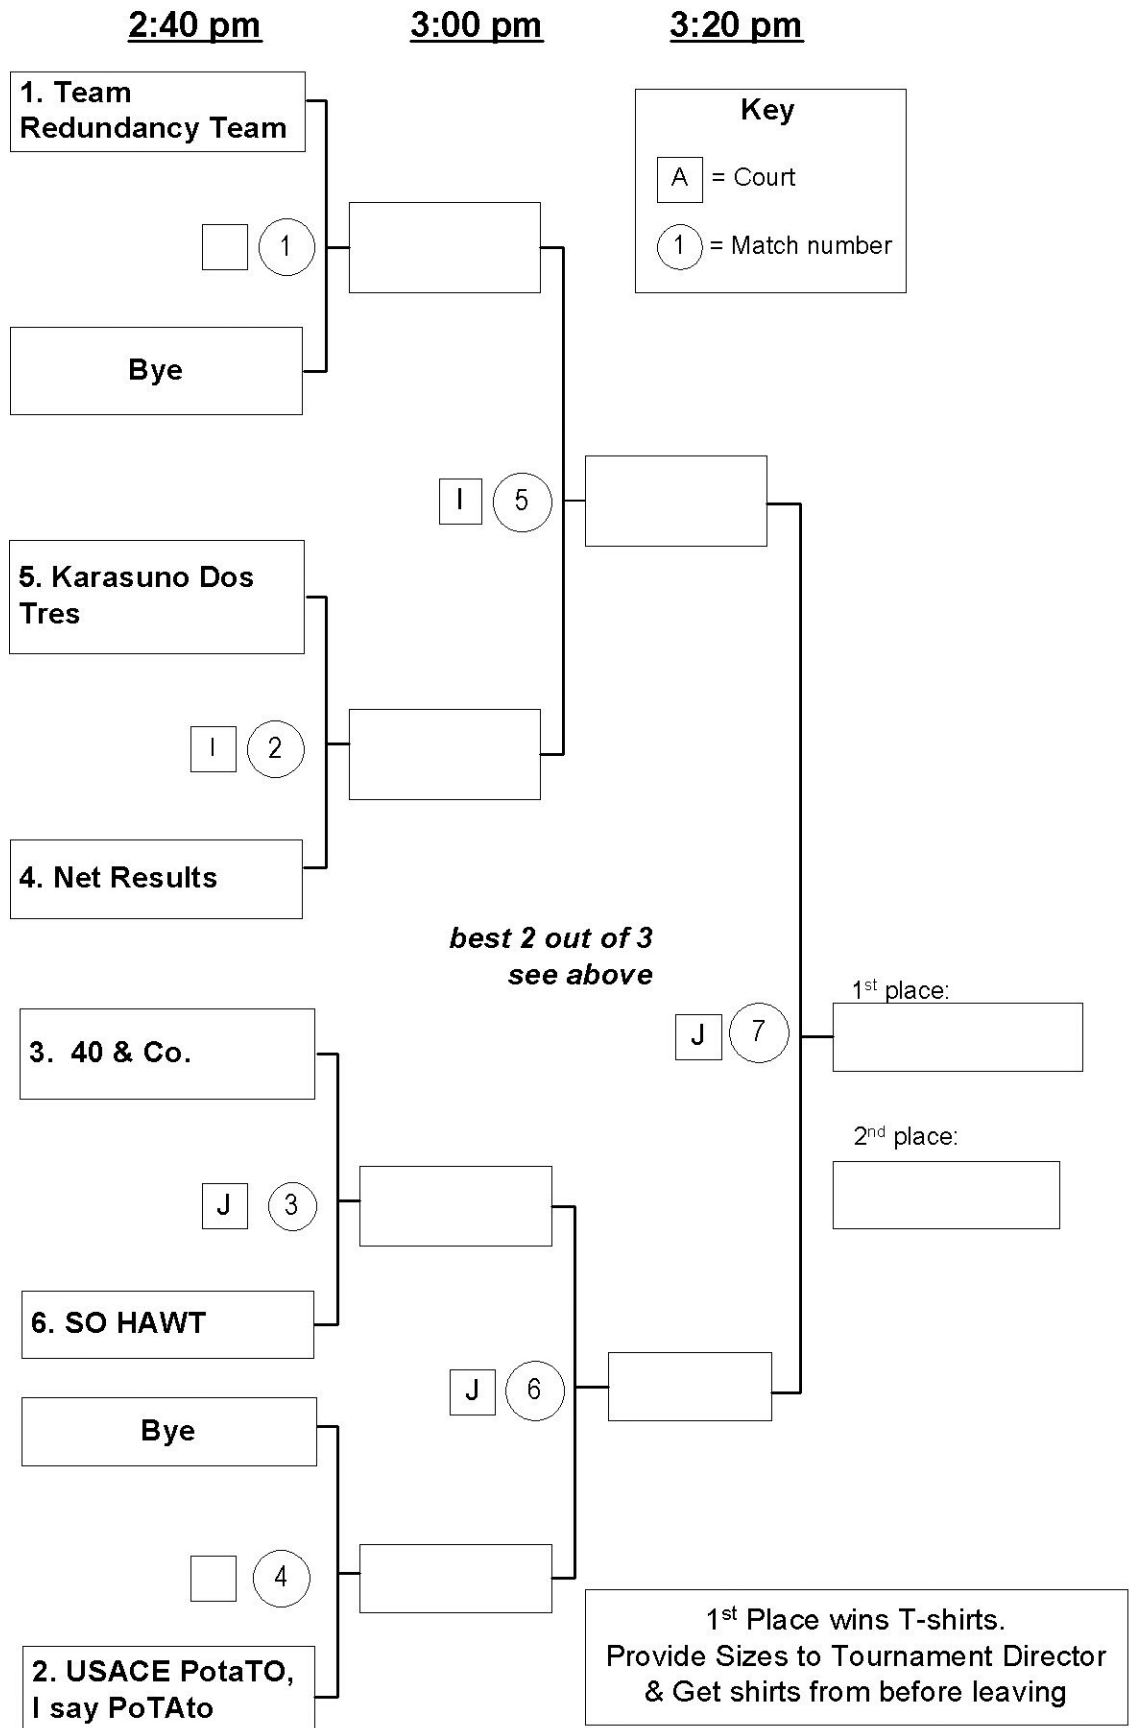 2:40 pm 3:00 pm 3:20 pm
1. Team
Redundancy Team
Key
A = Court
1 = Match number
1
Bye
I 5
5. Karasuno Dos
Tres
I 2
4. Net Results
best 2 out of 3
see above
1st place:
J 7
3. 40 & Co.
2nd place:
J 3
6. SO HAWT
J 6
Bye
4
2. USACE PotaTO,
I say PoTAto
1st Place wins T-shirts.
Provide Sizes to Tournament Director
& Get shirts from before leaving